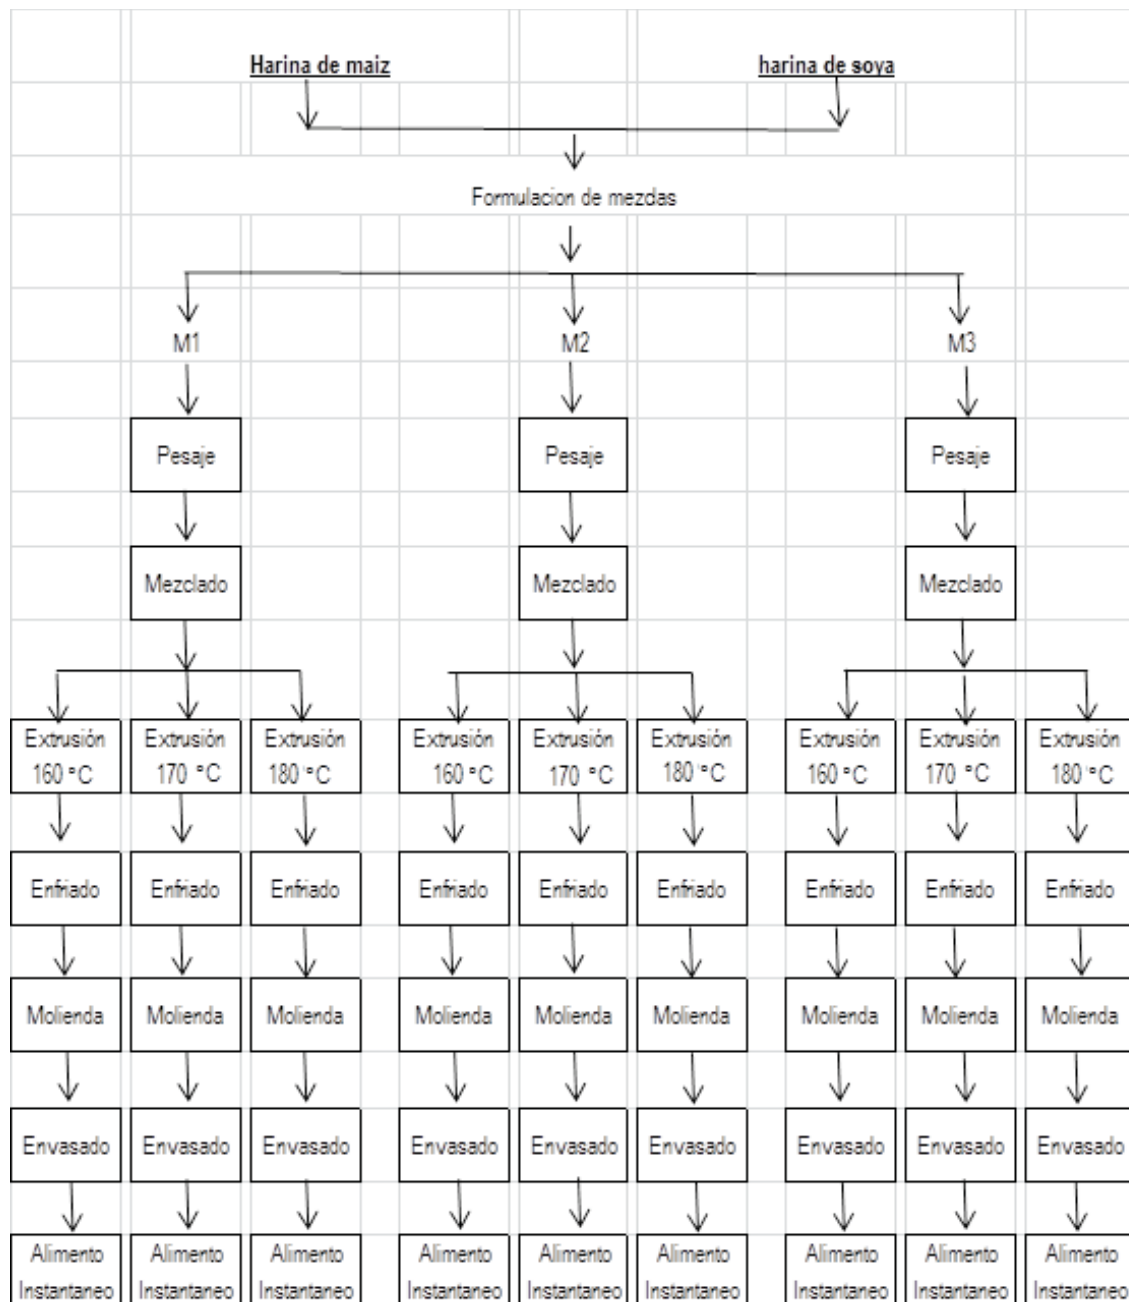 Harina de maiz harina de soya
Formulacion de mezclas
M1 M2 M3
Pesaje Pesaje Pesaje
Mezclado Mezclado Mezclado
Extrusión Extrusión Extrusión Extrusión Extrusión Extrusión Extrusión Extrusión Extrusión
160 °C 170 °C 180 °C 160 °C 170 °C 180 °C 160 °C 170 °C 180 °C
Enfriado Enfriado Enfriado Enfriado Enfriado Enfriado Enfriado Enfriado Enfriado
Molienda Molienda Molienda Molienda Molienda Molienda Molienda Molienda Molienda
Envasado Envasado Envasado Envasado Envasado Envasado Envasado Envasado Envasado
Alimento Alimento Alimento Alimento Alimento Alimento Alimento Alimento Alimento
Instantaneo Instantaneo Instantaneo Instantaneo Instantaneo Instantaneo Instantaneo Instantaneo Instantaneo